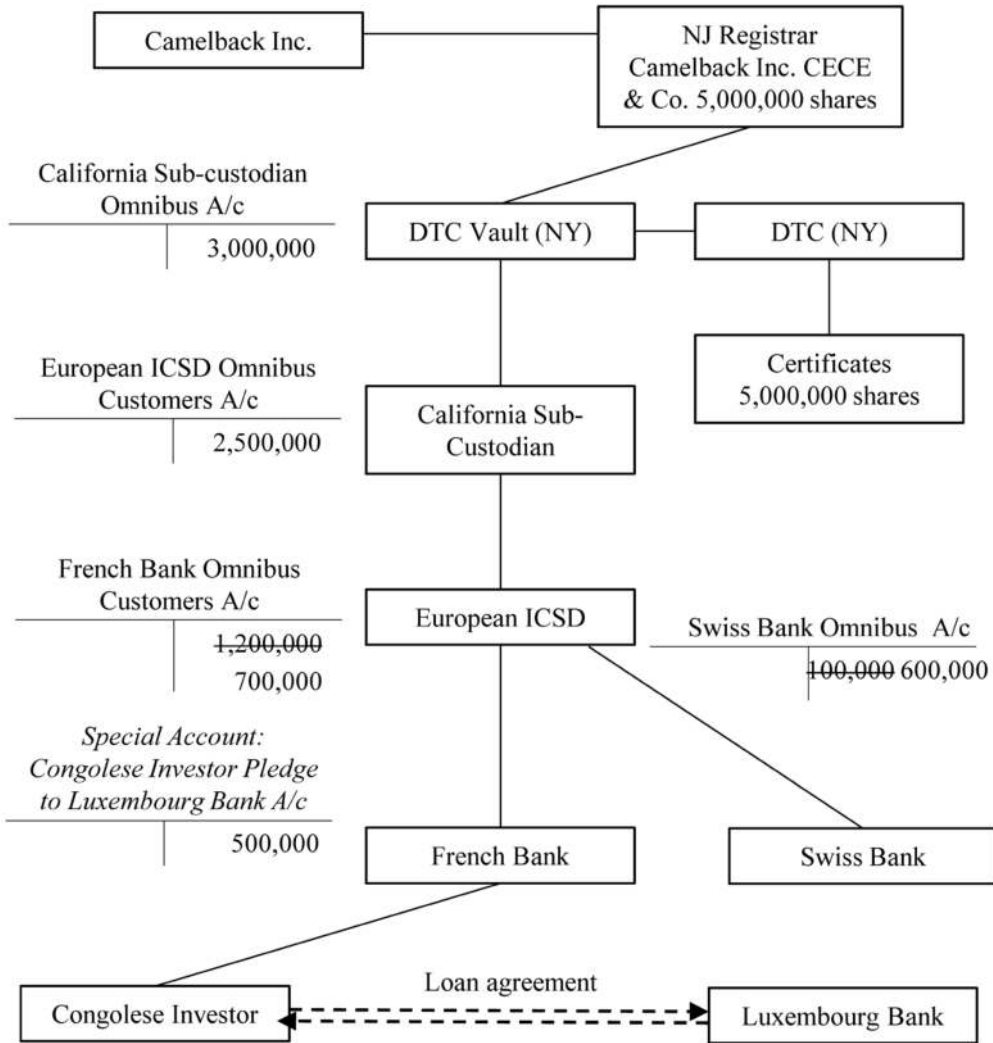 Camelback Inc.
NJ Registrar
Camelback Inc. CECE
& Co. 5,000,000 shares
California Sub-custodian
Omnibus A/c
3,000,000
DTC Vault (NY)
DTC (NY)
Certificates
5,000,000 shares
European ICSD Omnibus
Customers A/c
2,500,000
California Sub-
Custodian
French Bank Omnibus
Customers A/c
1,200,000
700,000
European ICSD
Swiss Bank Omnibus A/c
100,000 600,000
Special Account:
Congolese Investor Pledge
to Luxembourg Bank A/c
500,000
French Bank
Swiss Bank
Loan agreement
Congolese Investor
Luxembourg Bank